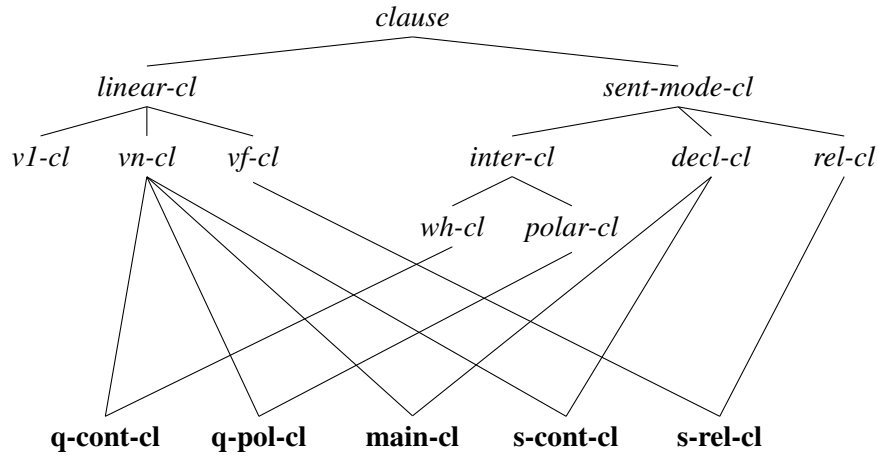 clause
linear-cl sent-mode-cl
v1-cl vn-cl vf-cl inter-cl decl-cl rel-cl
wh-cl polar-cl
q-cont-cl q-pol-cl main-cl s-cont-cl s-rel-cl